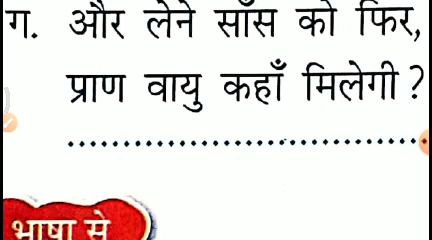 ग. और लेने साँस को फिर,
प्राण वायु कहाँ मिलेगी ?
........................................
भाषा से